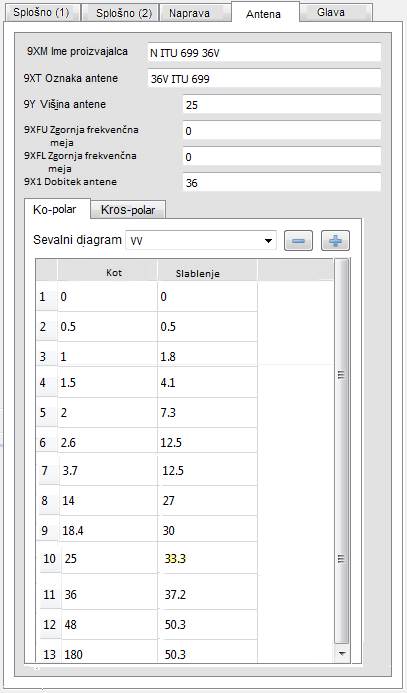 Splošno (1) Splošno (2) Naprava Antena Glava
9XM Ime proizvajalca N ITU 699 36V
9XT Oznaka antene 36V ITU 699
9Y Višina antene 25
9XFU Zgornja frekvenčna meja 0
9XFL Zgornja frekvenčna meja 0
9X1 Dobitek antene 36
Ko-polar Kros-polar
Sevalni diagram VV
Kot Slablenje
1 0 0
2 0.5 0.5
3 1 1.8
4 1.5 4.1
5 2 7.3
6 2.6 12.5
7 3.7 12.5
8 14 27
9 18.4 30
10 25 33.3
11 36 37.2
12 48 50.3
13 180 50.3